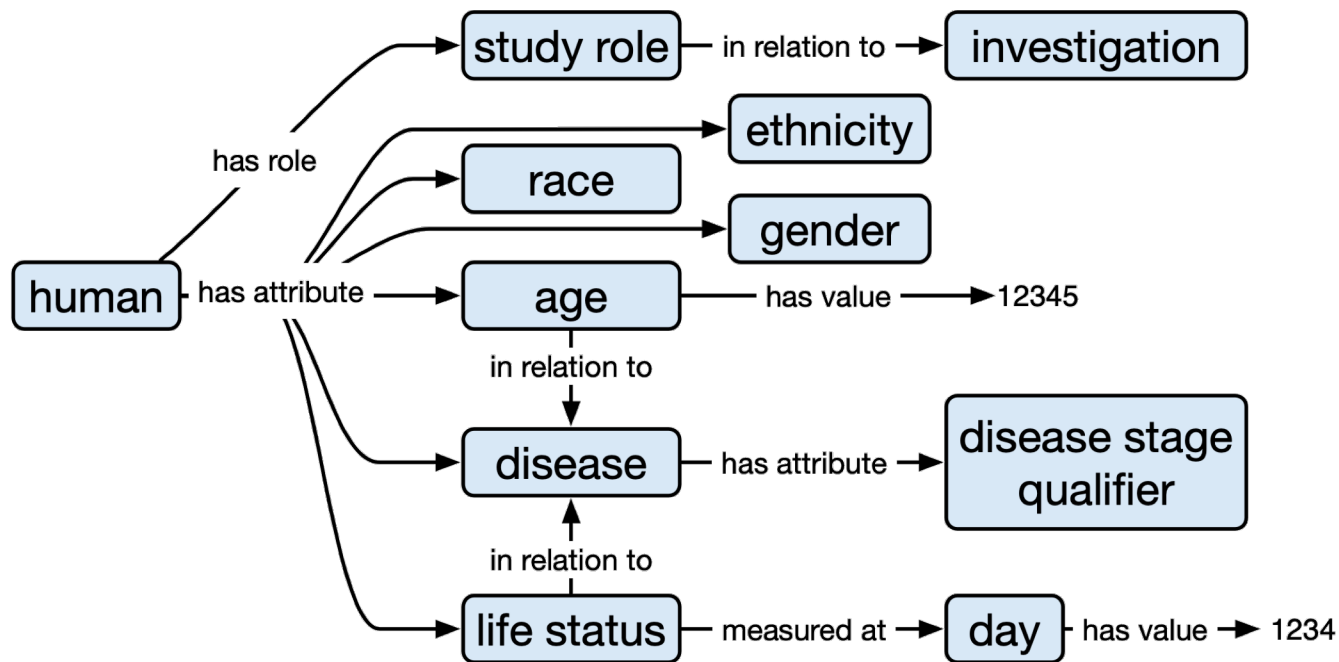 study role
in relation to
investigation
ethnicity
has role
race
gender
human
has attribute
age
has value
12345
in relation to
disease
has attribute
disease stage
qualifier
in relation to
life status
measured at
day
has value
1234